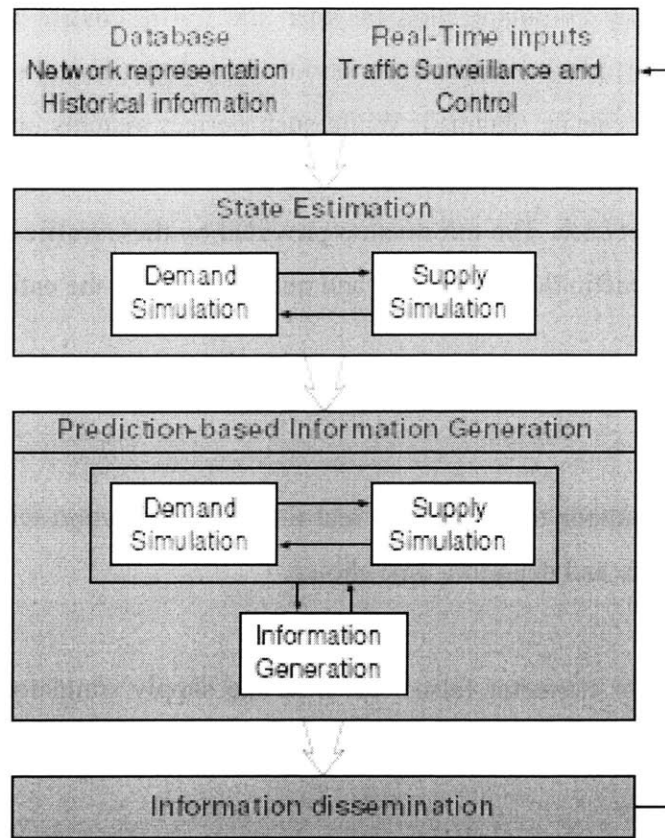 Database
Network representation
Historical information
Real-Time inputs
Traffic Surveillance and
Control
State Estimation
Demand
Simulation
Supply
Simulation
Prediction-based Information Generation
Demand
Simulation
Supply
Simulation
Information
Generation
Information dissemination